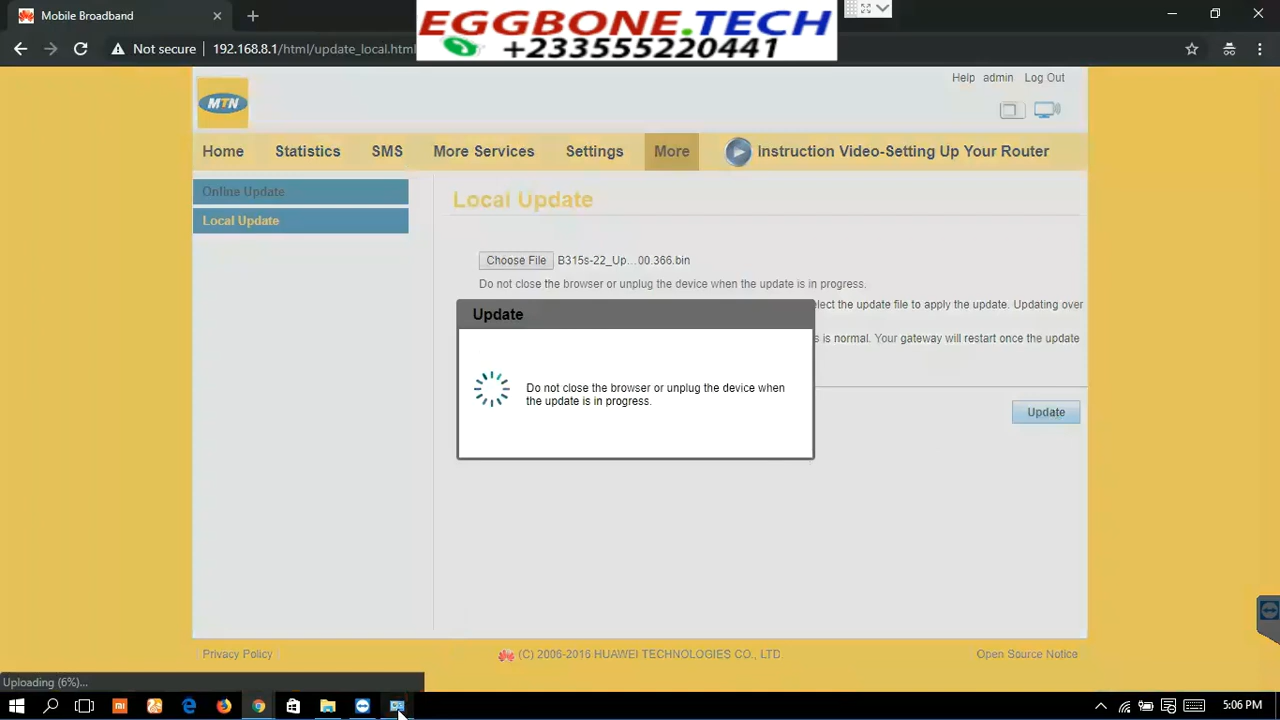 Mobile Broadband
EGGBONE.TECH
+233555220441
Not secure
192.168.8.1/html/update_local.html
Help admin Log Out
MTN
Home Statistics SMS More Services Settings More Instruction Video-Setting Up Your Router
Online Update
Local Update
Local Update
Choose File B315s-22_Up...00.366.bin
Do not close the browser or unplug the device when the update is in progress.
elect the update file to apply the update. Updating over
s is normal. Your gateway will restart once the update
Update
Do not close the browser or unplug the device when
the update is in progress.
Update
Privacy Policy
(C) 2006-2016 HUAWEI TECHNOLOGIES CO., LTD.
Open Source Notice
Uploading (6%)...
5:06 PM